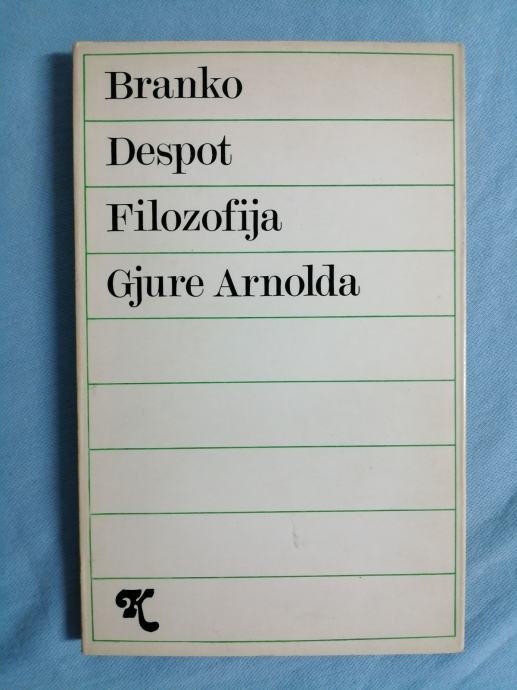 Branko
Despot
Filozofija
Gjure Arnolda
K